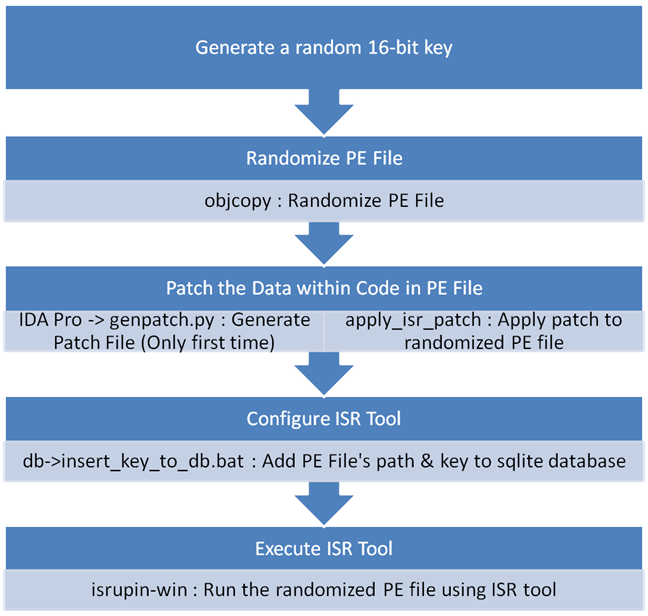 Generate a random 16-bit key
Randomize PE File
objcopy : Randomize PE File
Patch the Data within Code in PE File
IDA Pro -> genpatch.py : Generate
Patch File (Only first time)
apply_isr_patch : Apply patch to
randomized PE file
Configure ISR Tool
db->insert_key_to_db.bat : Add PE File's path & key to sqlite database
Execute ISR Tool
isrupin-win : Run the randomized PE file using ISR tool